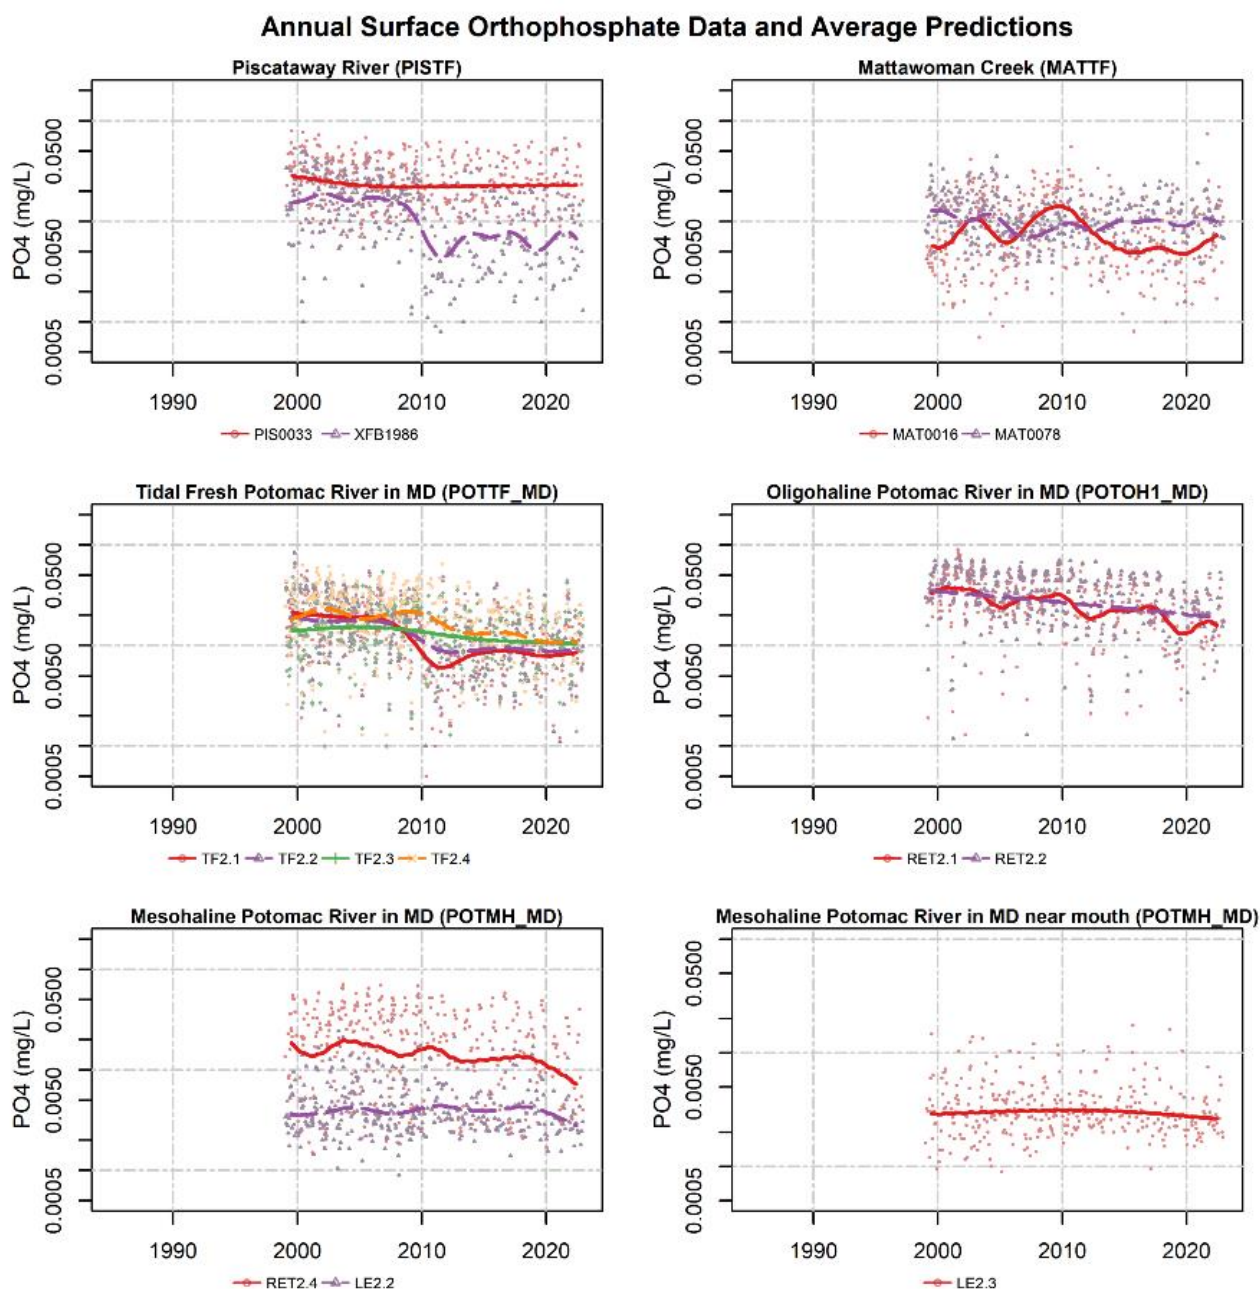 Annual Surface Orthophosphate Data and Average Predictions
Piscataway River (PISTF)
PO4 (mg/L)
0.0500
0.0050
0.0005
1990 2000 2010 2020
PIS0033 XFB1986
Mattawoman Creek (MATTF)
PO4 (mg/L)
0.0500
0.0050
0.0005
1990 2000 2010 2020
MAT0016 MAT0078
Tidal Fresh Potomac River in MD (POTTF_MD)
PO4 (mg/L)
0.0500
0.0050
0.0005
1990 2000 2010 2020
TF2.1 TF2.2 TF2.3 TF2.4
Oligohaline Potomac River in MD (POTOH1_MD)
PO4 (mg/L)
0.0500
0.0050
0.0005
1990 2000 2010 2020
RET2.1 RET2.2
Mesohaline Potomac River in MD (POTMH_MD)
PO4 (mg/L)
0.0500
0.0050
0.0005
1990 2000 2010 2020
RET2.4 LE2.2
Mesohaline Potomac River in MD near mouth (POTMH_MD)
PO4 (mg/L)
0.0500
0.0050
0.0005
1990 2000 2010 2020
LE2.3